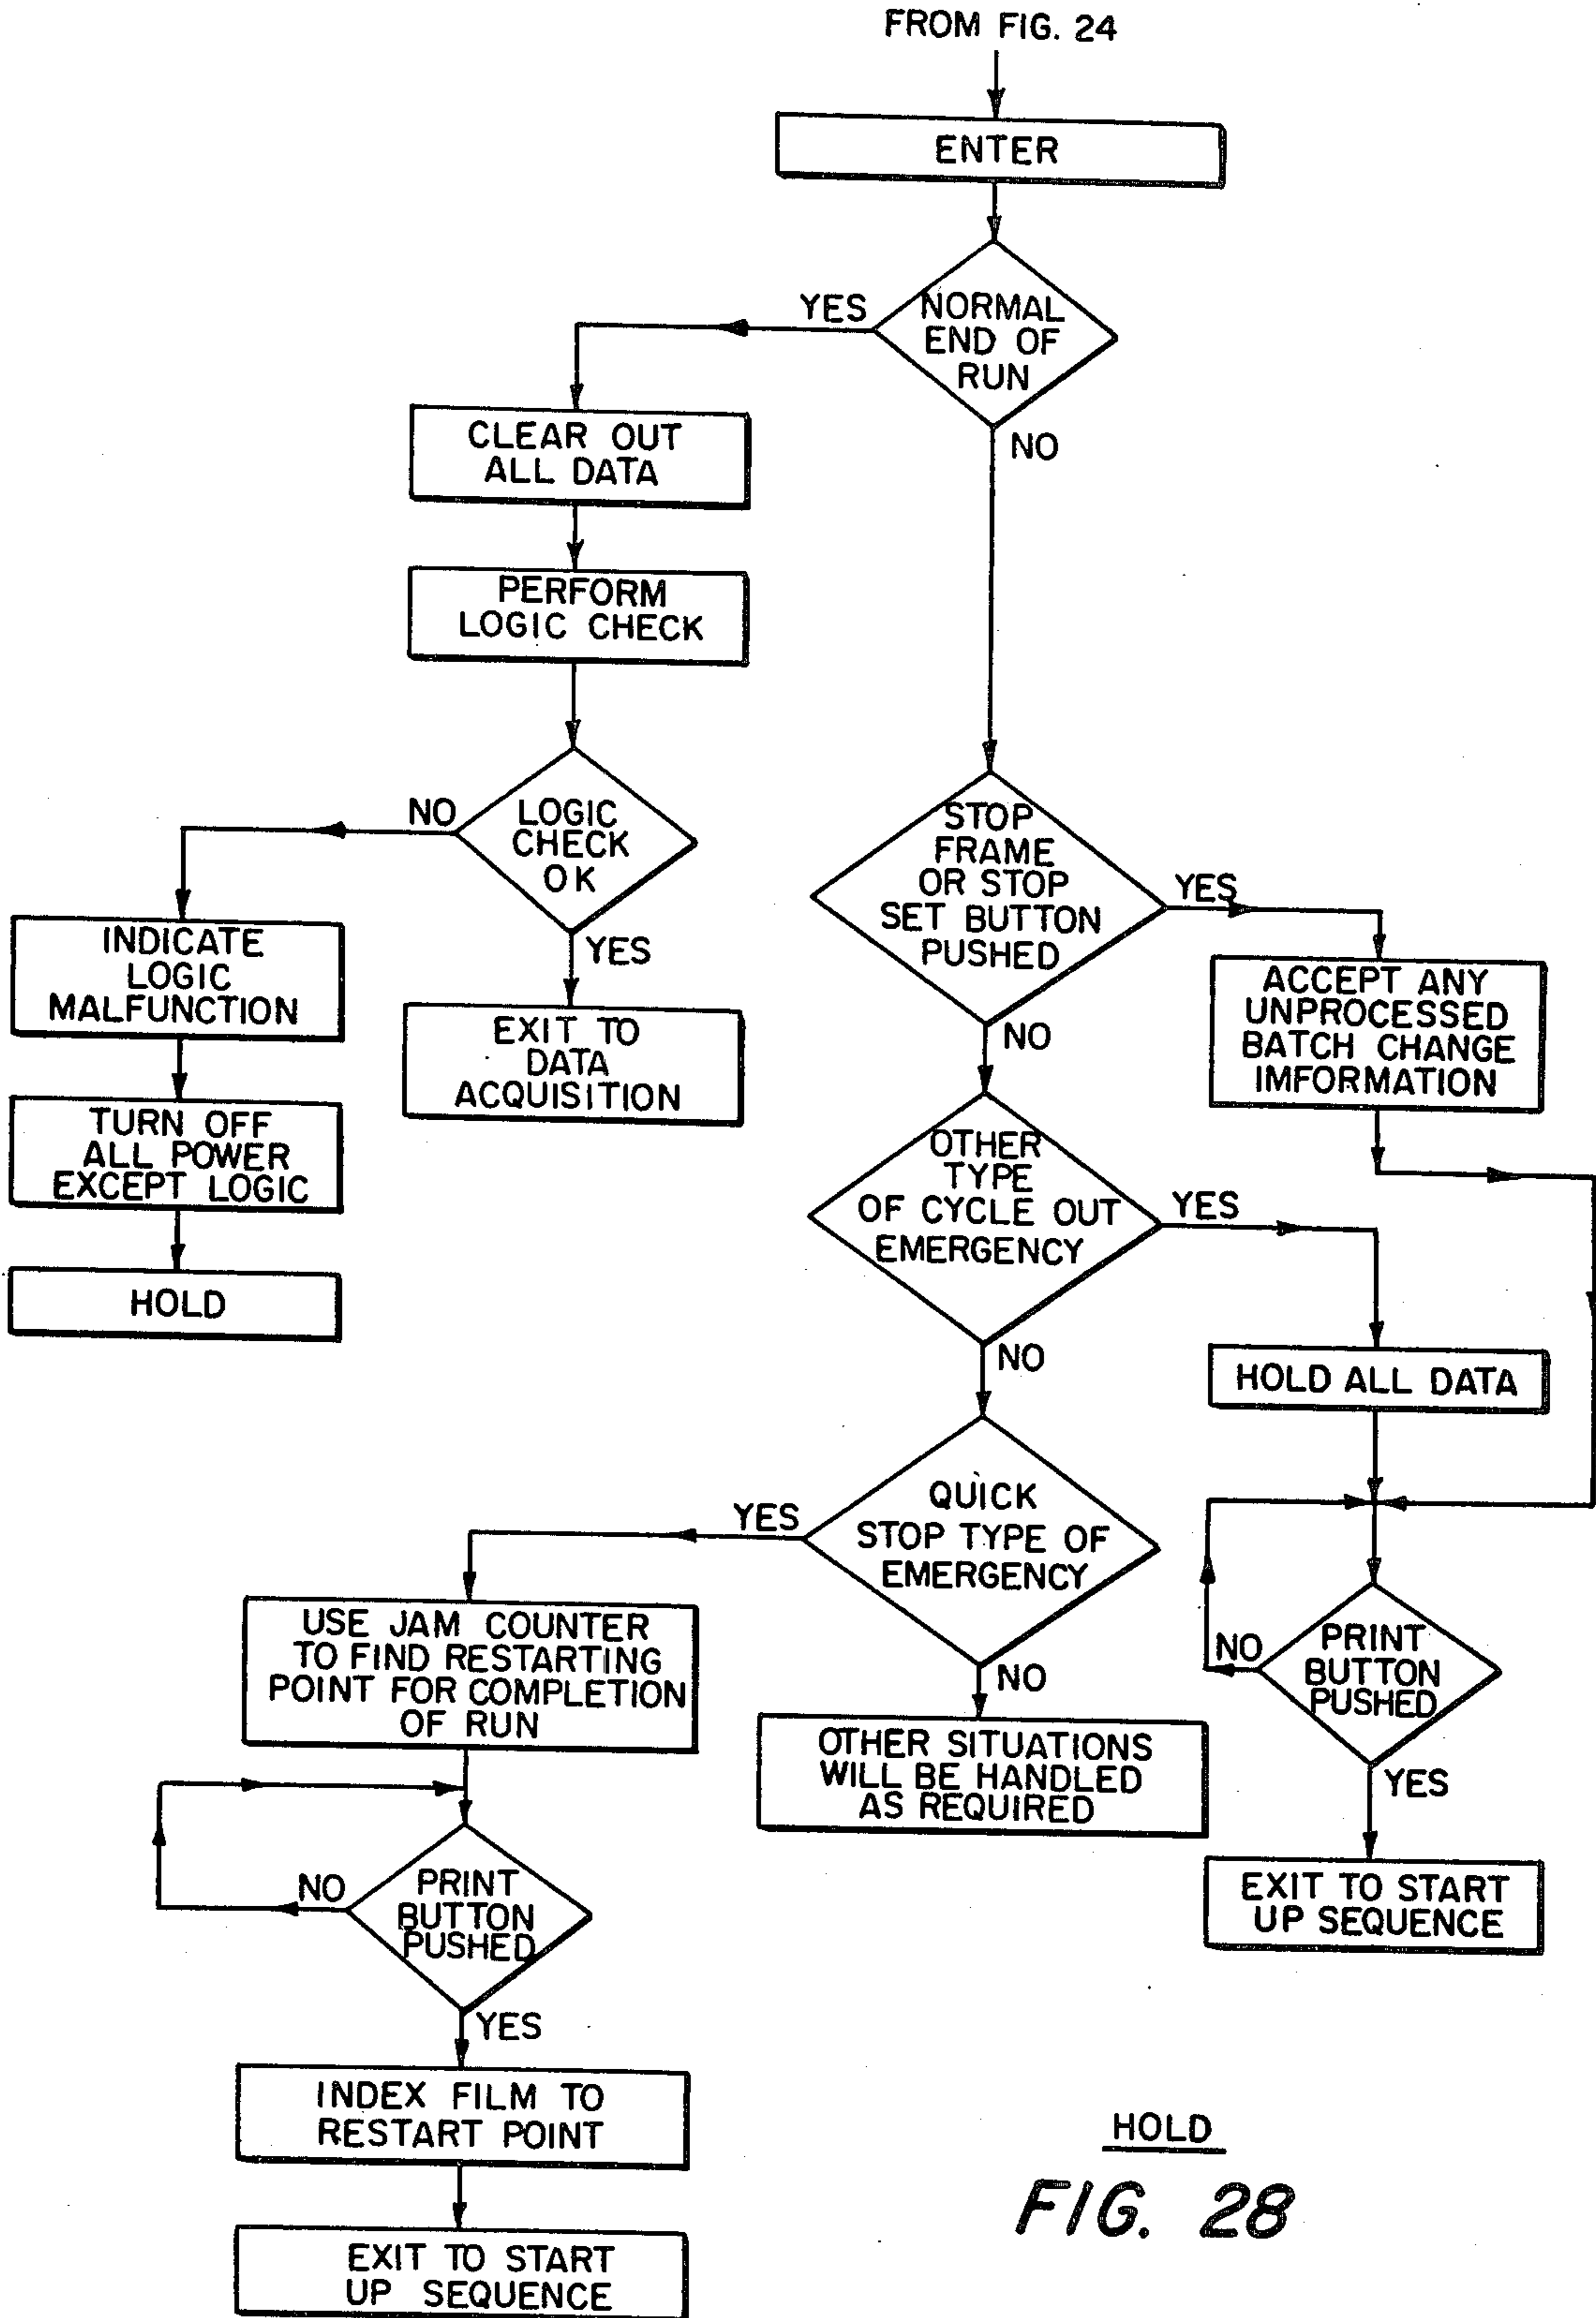 FROM FIG. 24
ENTER
YES
NORMAL
END OF
RUN
NO
CLEAR OUT
ALL DATA
PERFORM
LOGIC CHECK
NO
LOGIC
CHECK
OK
YES
INDICATE
LOGIC
MALFUNCTION
EXIT TO
DATA
ACQUISITION
TURN OFF
ALL POWER
EXCEPT LOGIC
HOLD
STOP
FRAME
OR STOP
SET BUTTON
PUSHED
YES
NO
ACCEPT ANY
UNPROCESSED
BATCH CHANGE
IMFORMATION
OTHER
TYPE
OF CYCLE OUT
EMERGENCY
YES
NO
HOLD ALL DATA
QUICK
STOP TYPE OF
EMERGENCY
YES
NO
PRINT
BUTTON
PUSHED
NO
YES
EXIT TO START
UP SEQUENCE
OTHER SITUATIONS
WILL BE HANDLED
AS REQUIRED
USE JAM COUNTER
TO FIND RESTARTING
POINT FOR COMPLETION
OF RUN
NO
PRINT
BUTTON
PUSHED
YES
INDEX FILM TO
RESTART POINT
EXIT TO START
UP SEQUENCE
HOLD
FIG. 28